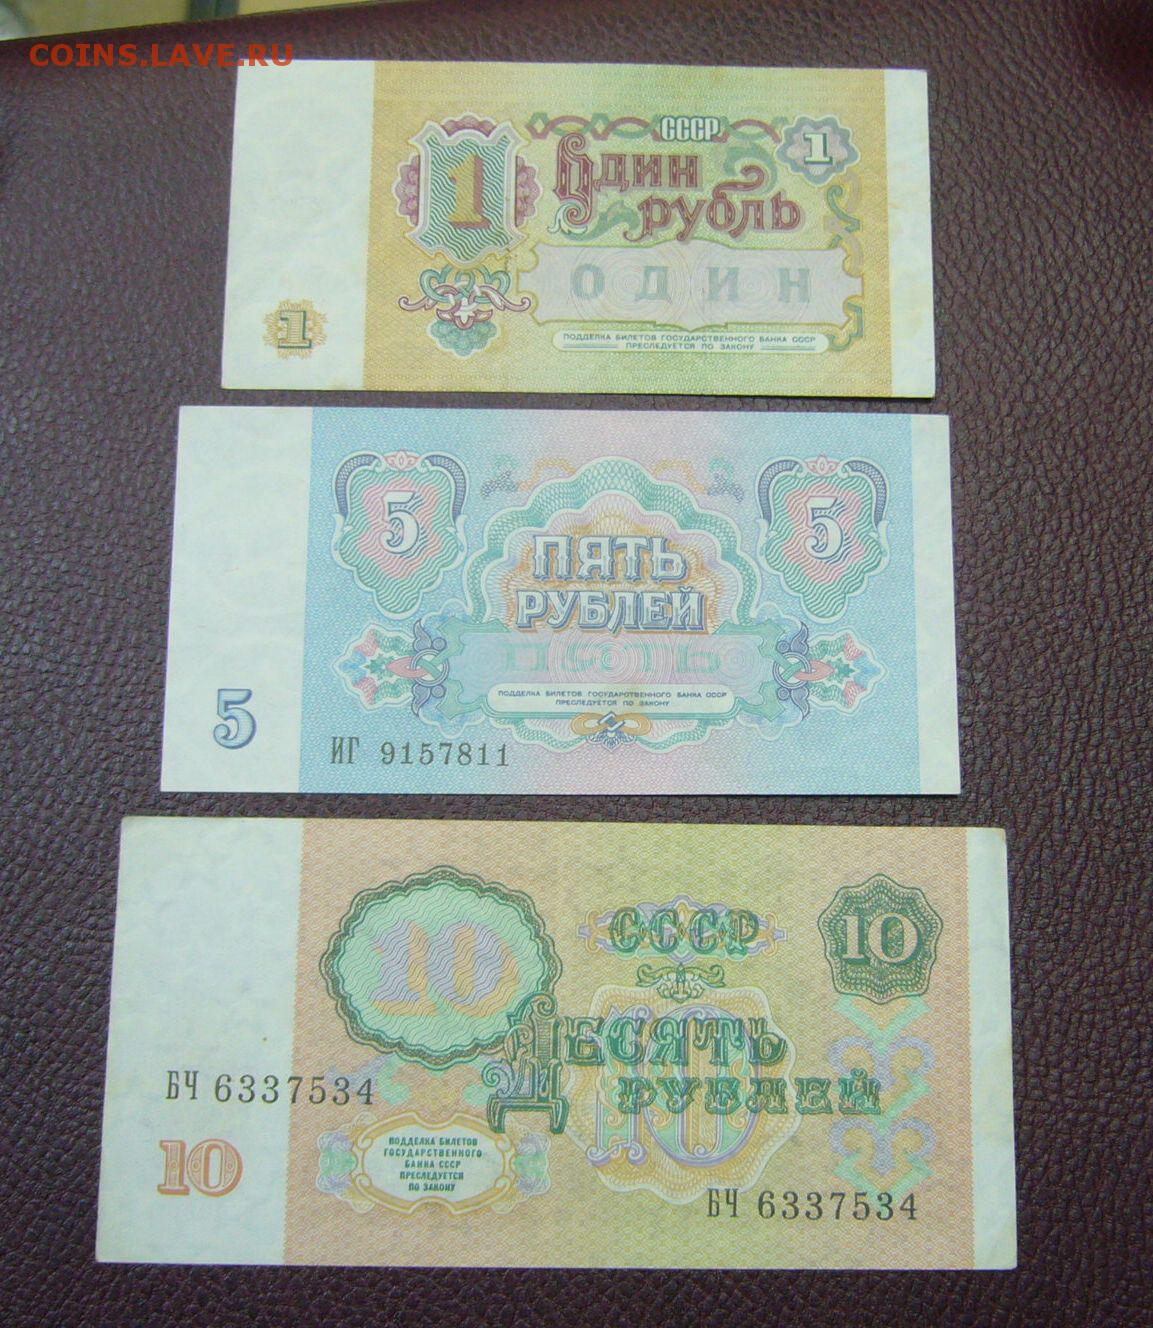 COINS.LAVE.RU
СССР
1
1
Один
рубль
ОДИН
1
ПОДДЕЛКА БИЛЕТОВ ГОСУДАРСТВЕННОГО БАНКА СССР
ПРЕСЛЕДУЕТСЯ ПО ЗАКОНУ
5
5
ПЯТЬ
РУБЛЕЙ
ПЯТЬ
ПОДДЕЛКА БИЛЕТОВ ГОСУДАРСТВЕННОГО БАНКА СССР
ПРЕСЛЕДУЕТСЯ ПО ЗАКОНУ
5
ИГ 9157811
СССР
10
10
ДЕСЯТЬ
РУБЛЕЙ
10
БЧ 6337534
10
ПОДДЕЛКА БИЛЕТОВ
ГОСУДАРСТВЕННОГО
БАНКА СССР
ПРЕСЛЕДУЕТСЯ
ПО ЗАКОНУ
БЧ 6337534